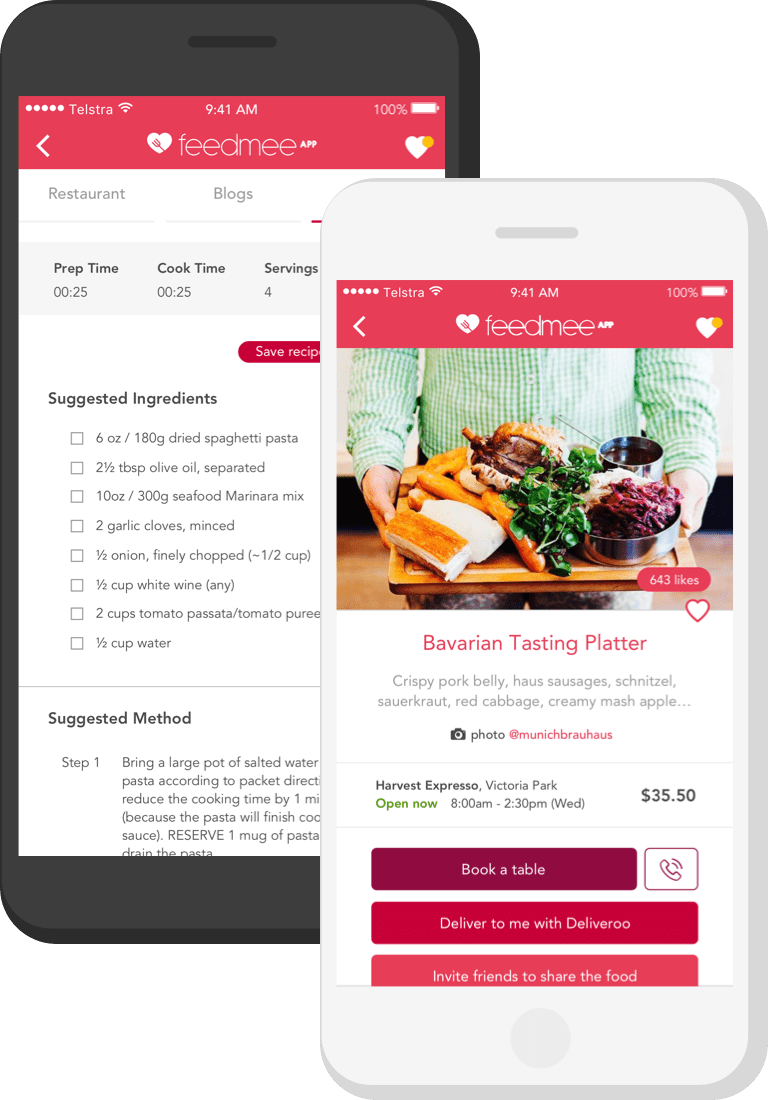 Telstra 9:41 AM 100%
feedmee APP
Restaurant Blogs
Prep Time Cook Time Servings
00:25 00:25 4
Save recipe
Suggested Ingredients
6 oz / 180g dried spaghetti pasta
2½ tbsp olive oil, separated
10oz / 300g seafood Marinara mix
2 garlic cloves, minced
½ onion, finely chopped (~1/2 cup)
½ cup white wine (any)
2 cups tomato passata/tomato puree
½ cup water
Suggested Method
Step 1 Bring a large pot of salted water
pasta according to packet directi
reduce the cooking time by 1 mi
(because the pasta will finish coo
sauce). RESERVE 1 mug of pasta
drain the pasta
Telstra 9:41 AM 100%
feedmee APP
643 likes
Bavarian Tasting Platter
Crispy pork belly, haus sausages, schnitzel,
sauerkraut, red cabbage, creamy mash apple…
photo @munichbrauhaus
Harvest Expresso, Victoria Park
Open now 8:00am - 2:30pm (Wed)
$35.50
Book a table
Deliver to me with Deliveroo
Invite friends to share the food